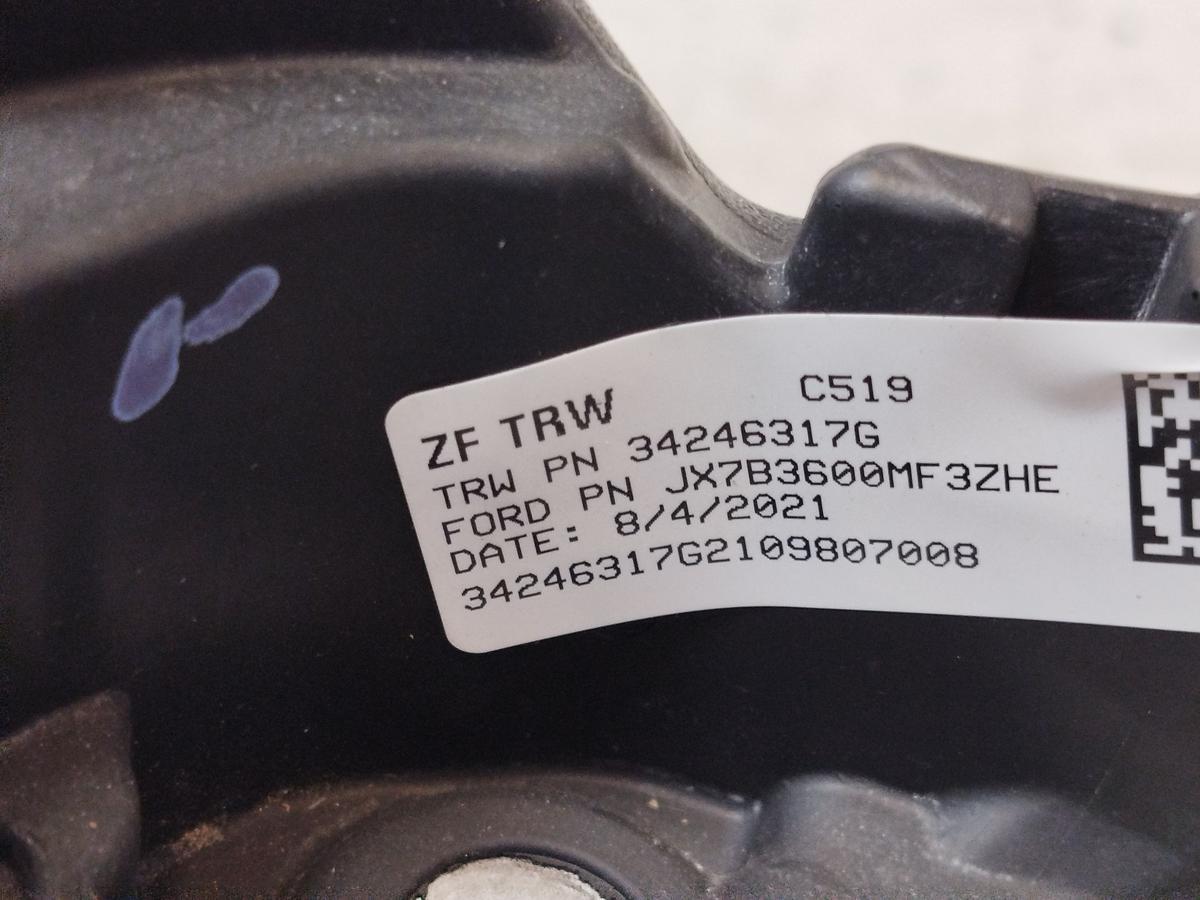 C519
ZF TRW
TRW PN 34246317G
FORD PN JX7B3600MF3ZHE
DATE: 8/4/2021
34246317G2109807008